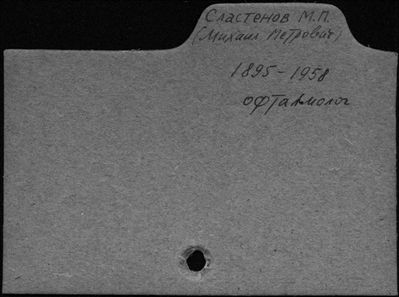 Сластенов М.П.
(Михаил Петрович)
1895-1958
офтальмолог